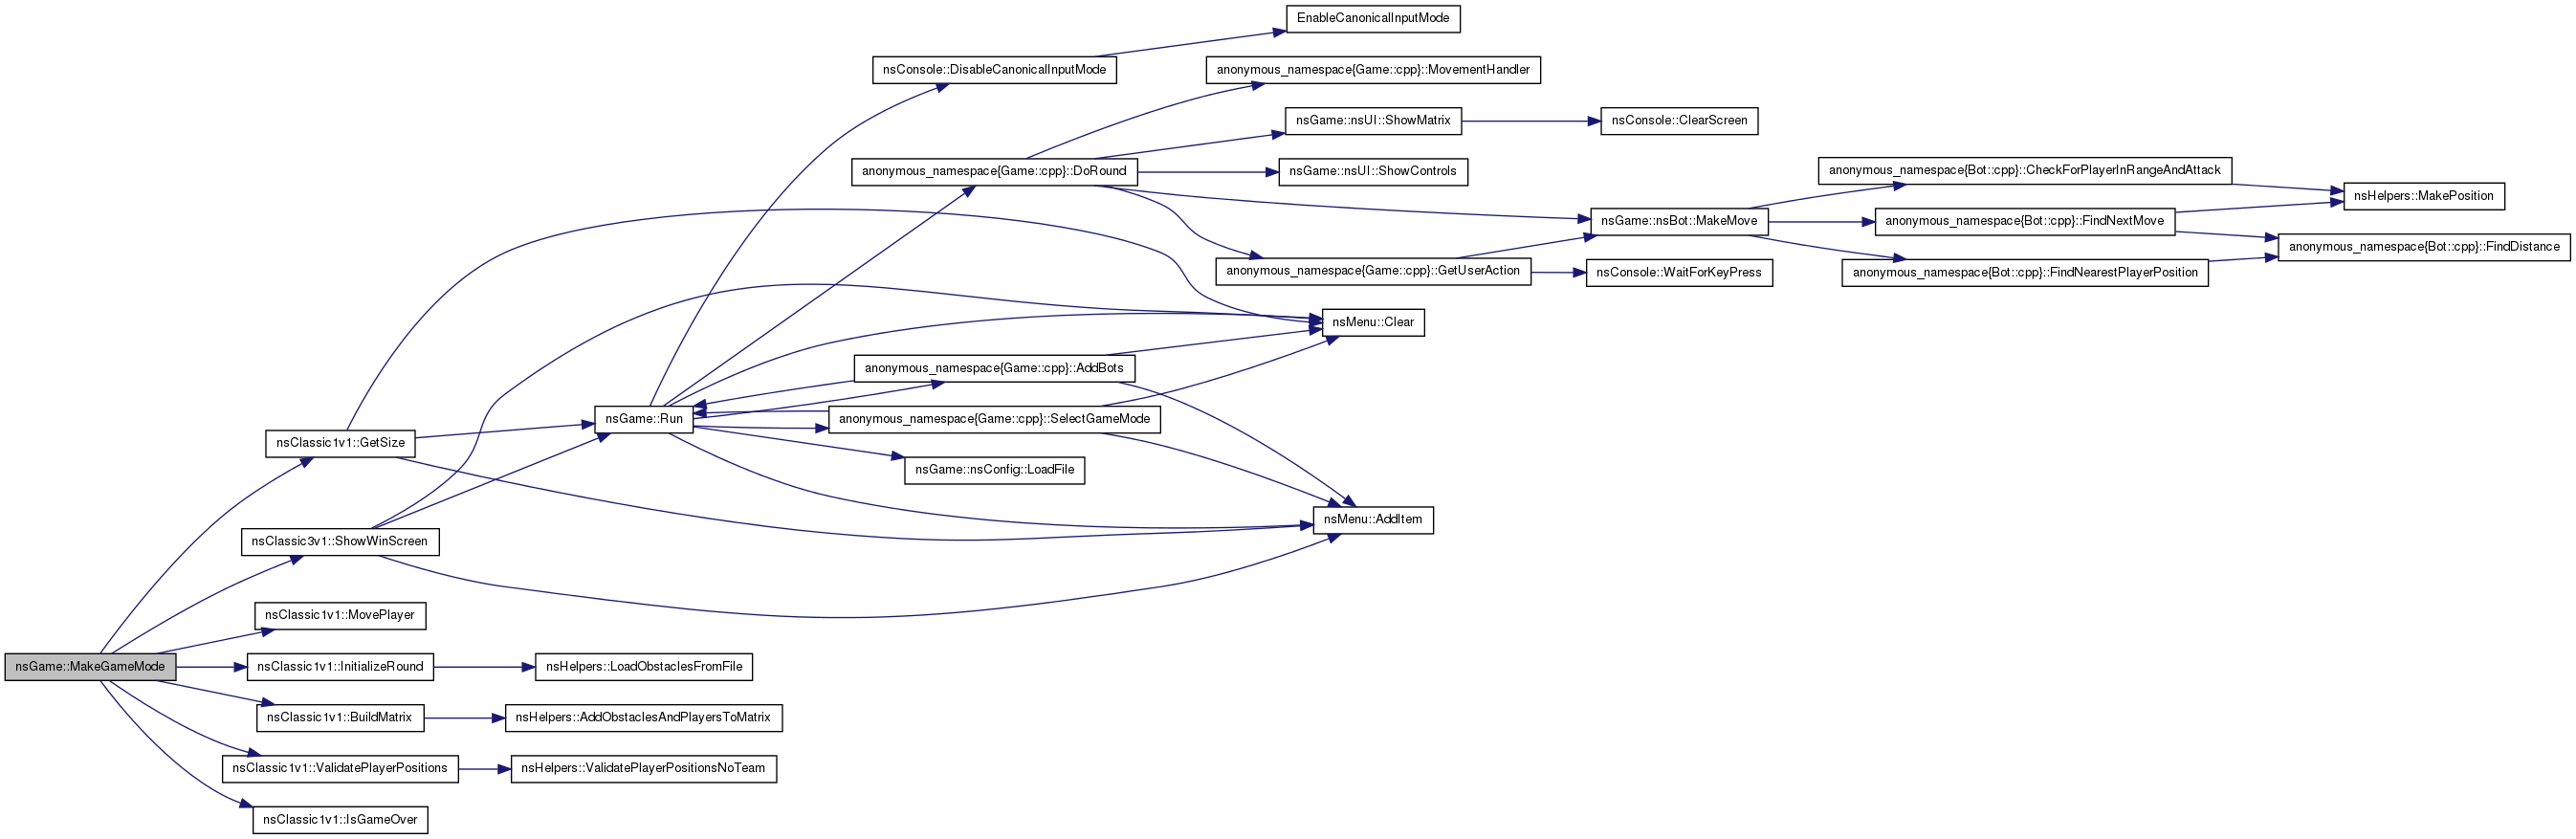 EnableCanonicalInputMode
nsConsole::DisableCanonicalInputMode
anonymous_namespace{Game::cpp}::MovementHandler
nsGame::nsUI::ShowMatrix
nsConsole::ClearScreen
anonymous_namespace{Game::cpp}::DoRound
nsGame::nsUI::ShowControls
anonymous_namespace{Bot::cpp}::CheckForPlayerInRangeAndAttack
nsHelpers::MakePosition
nsGame::nsBot::MakeMove
anonymous_namespace{Bot::cpp}::FindNextMove
anonymous_namespace{Bot::cpp}::FindDistance
anonymous_namespace{Game::cpp}::GetUserAction
nsConsole::WaitForKeyPress
anonymous_namespace{Bot::cpp}::FindNearestPlayerPosition
nsMenu::Clear
anonymous_namespace{Game::cpp}::AddBots
nsGame::Run
anonymous_namespace{Game::cpp}::SelectGameMode
nsClassic1v1::GetSize
nsGame::nsConfig::LoadFile
nsMenu::AddItem
nsClassic3v1::ShowWinScreen
nsClassic1v1::MovePlayer
nsGame::MakeGameMode
nsClassic1v1::InitializeRound
nsHelpers::LoadObstaclesFromFile
nsClassic1v1::BuildMatrix
nsHelpers::AddObstaclesAndPlayersToMatrix
nsClassic1v1::ValidatePlayerPositions
nsHelpers::ValidatePlayerPositionsNoTeam
nsClassic1v1::IsGameOver